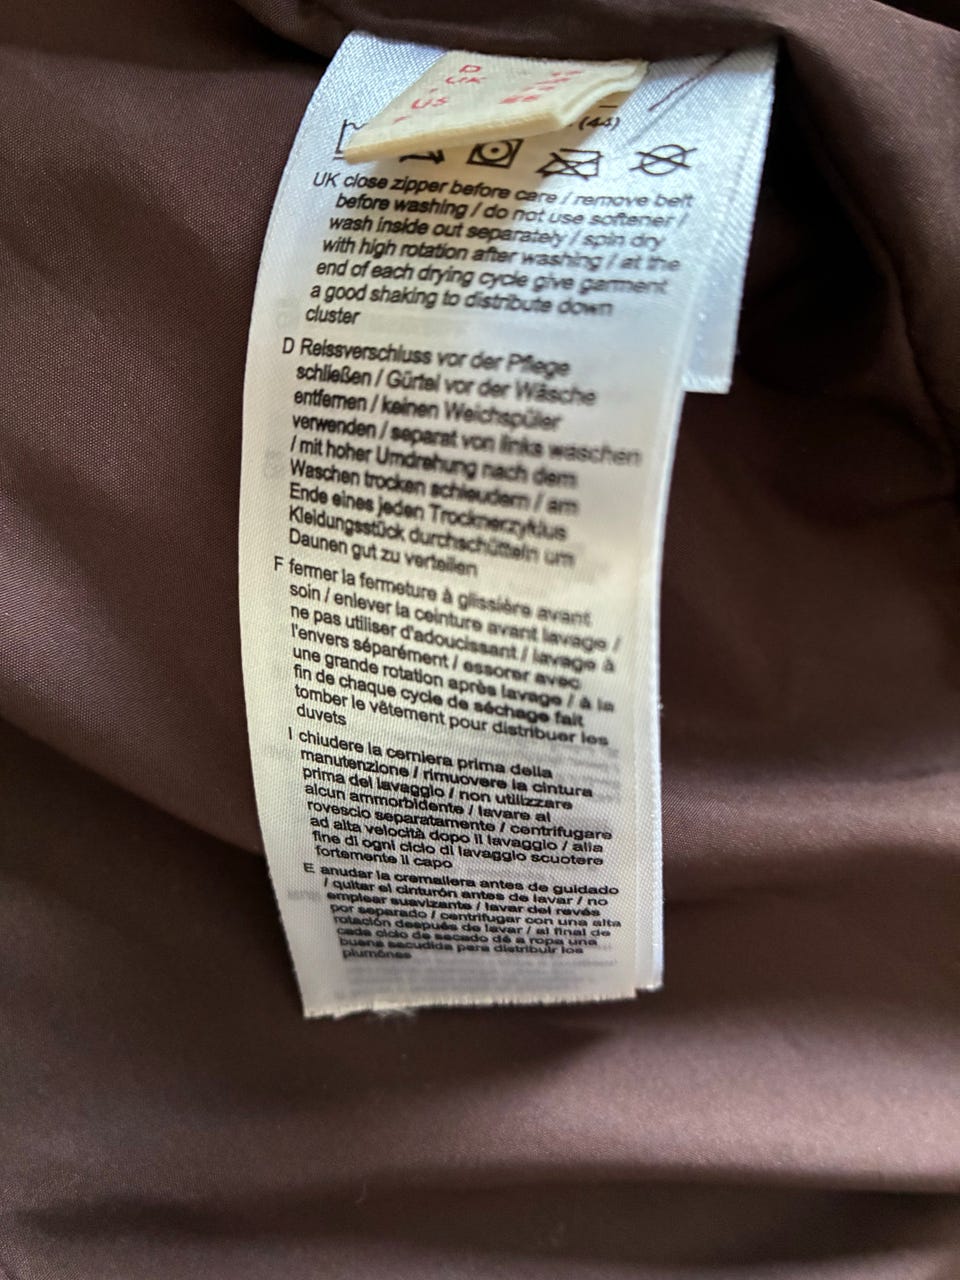 D
UK
US
(44)
UK close zipper before care / remove belt
before washing / do not use softener /
wash inside out separately / spin dry
with high rotation after washing / at the
end of each drying cycle give garment
a good shaking to distribute down
cluster
D Reissverschluss vor der Pflege
schließen / Gürtel vor der Wäsche
entfernen / keinen Weichspüler
verwenden / separat von links waschen
/ mit hoher Umdrehung nach dem
Waschen trocken schleudern / am
Ende eines jeden Trocknerzyklus
Kleidungsstück durchschütteln um
Daunen gut zu verteilen
F fermer la fermeture à glissière avant
soin / enlever la ceinture avant lavage /
ne pas utiliser d'adoucissant / lavage à
l'envers séparément / essorer avec
une grande rotation après lavage / à la
fin de chaque cycle de séchage fait
tomber le vêtement pour distribuer les
duvets
I chiudere la cerniera prima della
manutenzione / rimuovere la cintura
prima del lavaggio / non utilizzare
alcun ammorbidente / lavare al
rovescio separatamente / centrifugare
ad alta velocità dopo il lavaggio / alla
fine di ogni ciclo di lavaggio scuotere
fortemente il capo
E anudar la cremallera antes de guidado
/ quitar el cinturón antes de lavar / no
emplear suavizante / lavar del revés
por separado / centrifugar con una alta
rotación después de lavar / al final de
cada ciclo de secado dé a ropa una
buena sacudida para distribuir los
plumónes